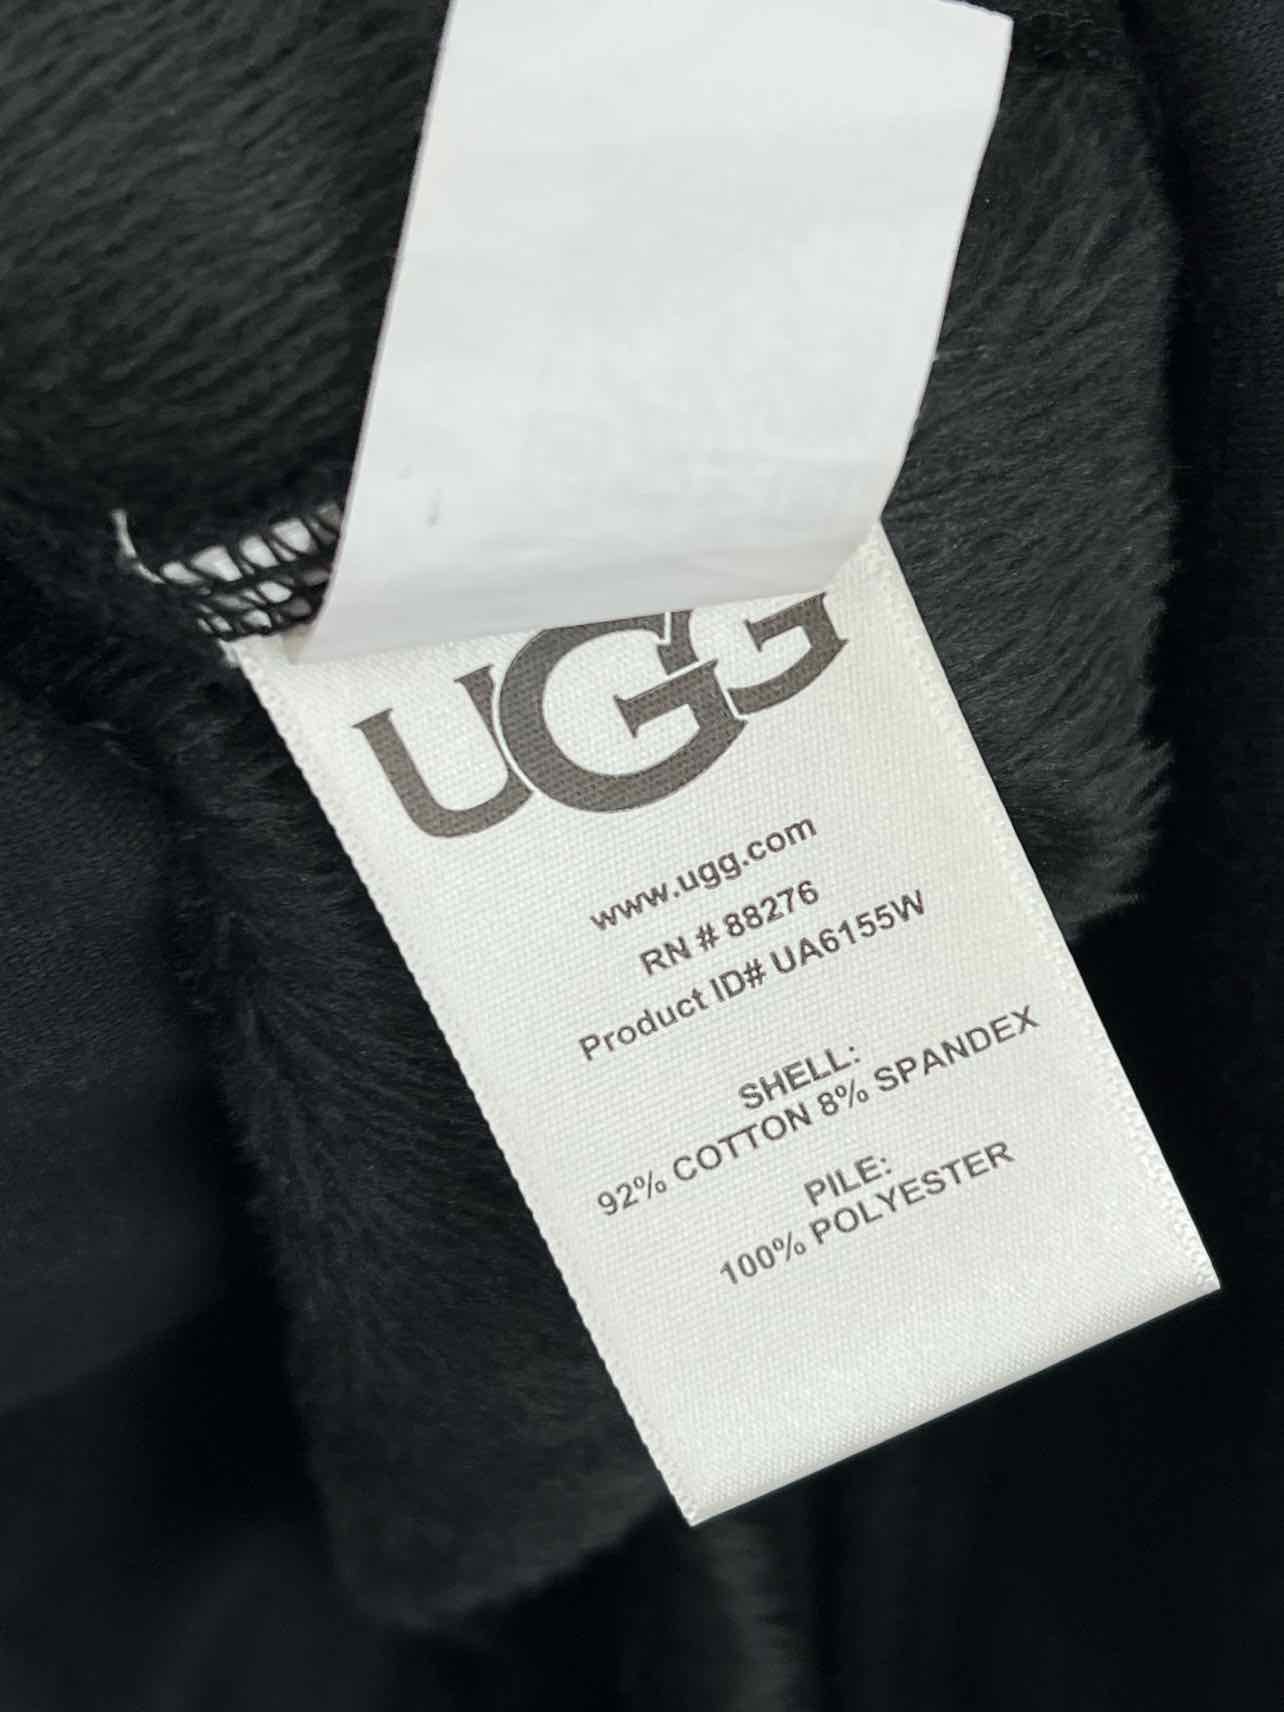 UGG
www.ugg.com
RN # 88276
Product ID# UA6155W
SHELL:
92% COTTON 8% SPANDEX
PILE:
100% POLYESTER